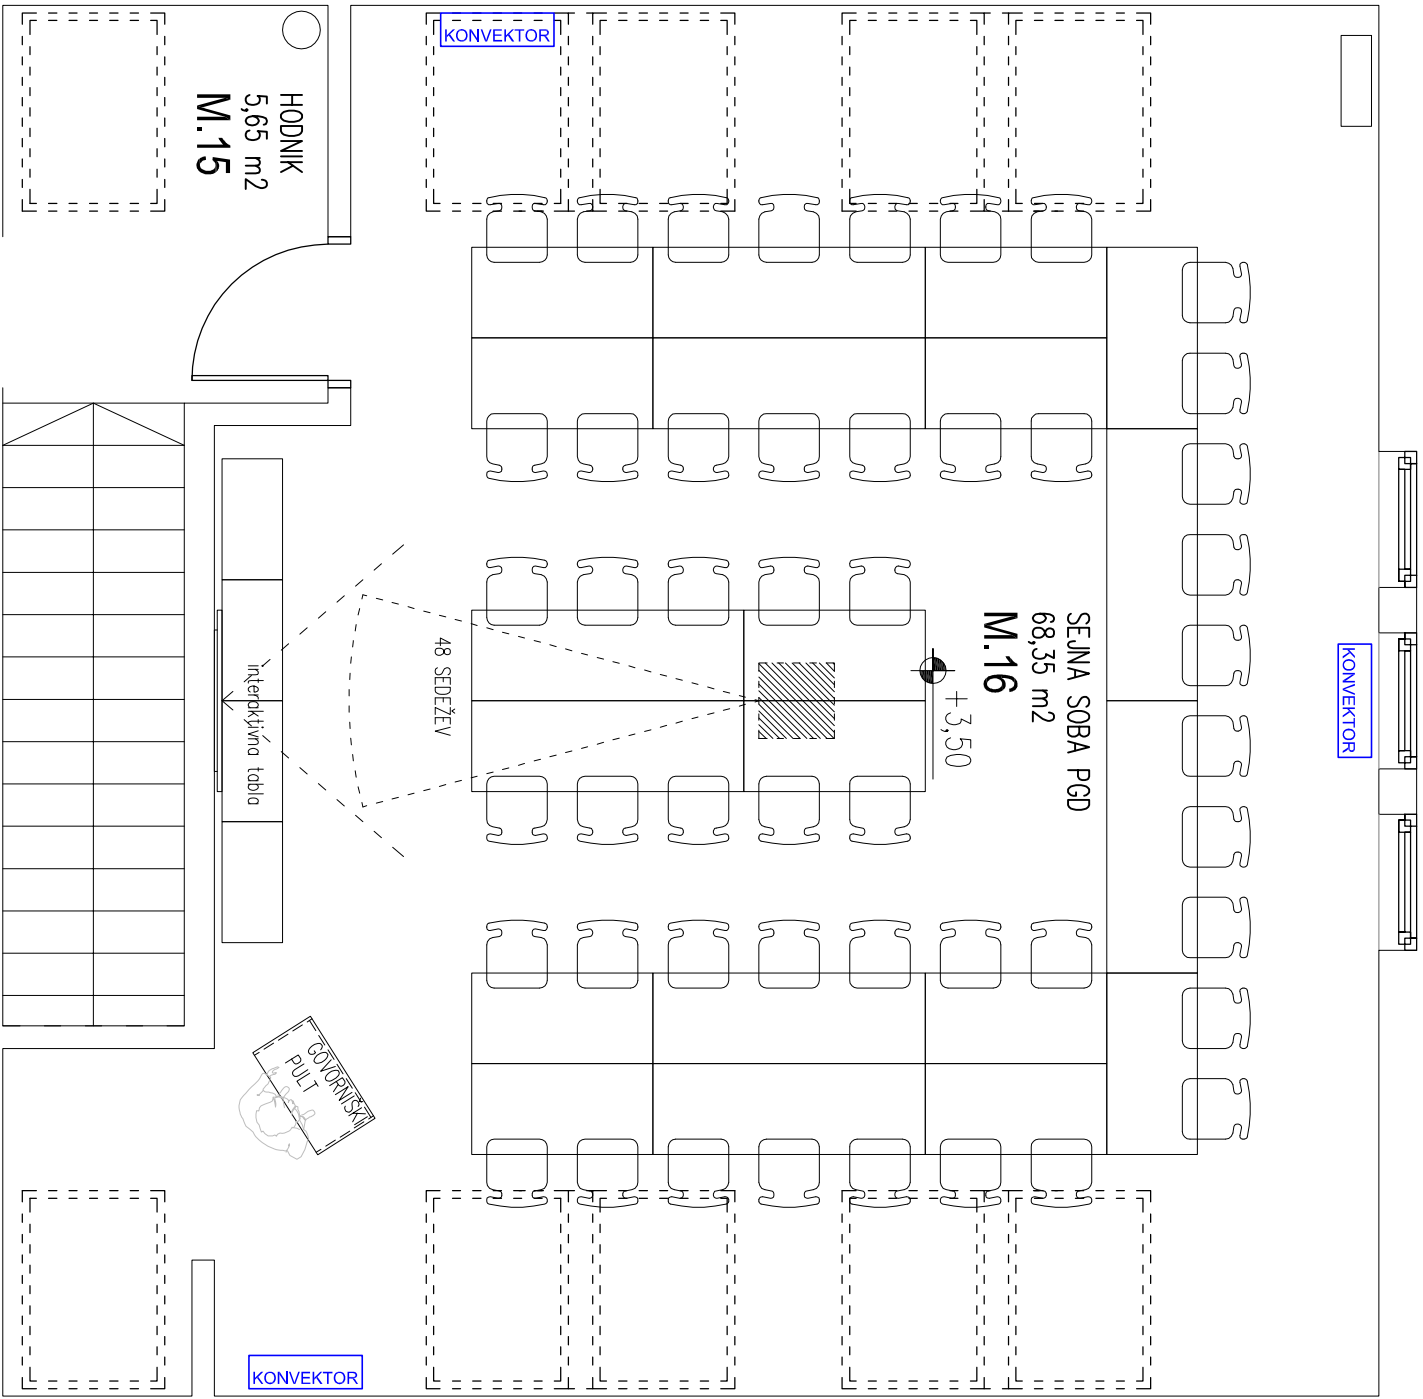 KONVEKTOR
HODNIK
5,65 m2
M.15
SEJNA SOBA PGD
68,35 m2
M.16
+3,50
KONVEKTOR
48 SEDEŽEV
interaktivna tabla
GOVORNIŠKI
PULT
KONVEKTOR